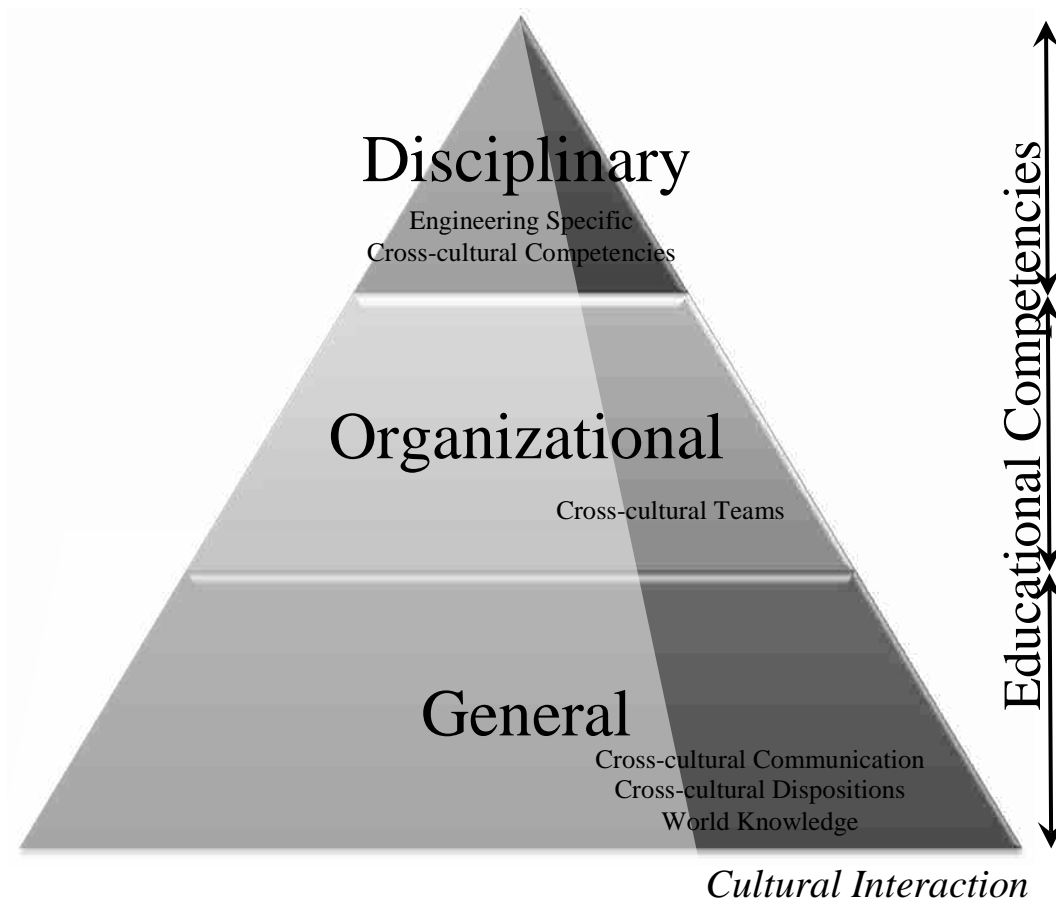 Disciplinary
Engineering Specific
Cross-cultural Competencies
Organizational
Cross-cultural Teams
General
Cross-cultural Communication
Cross-cultural Dispositions
World Knowledge
Cultural Interaction
Educational Competencies